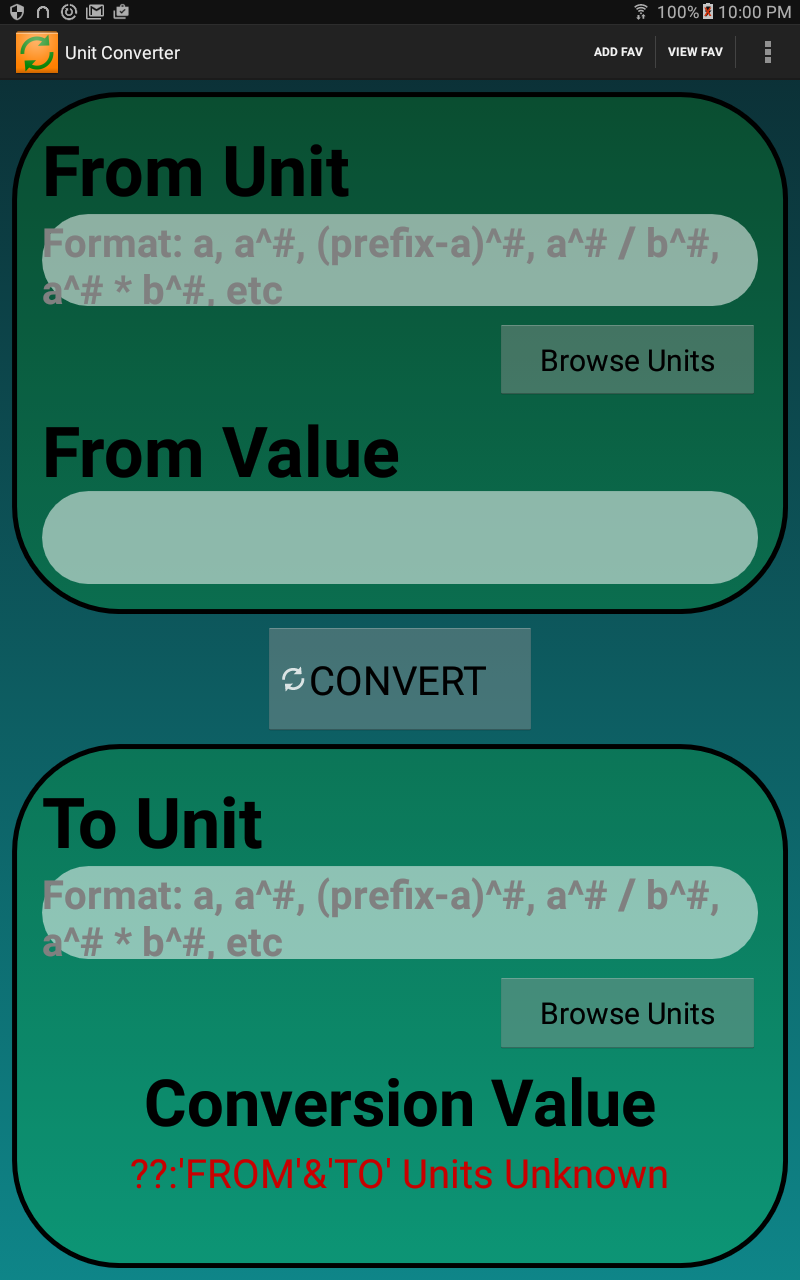 100% 10:00 PM
Unit Converter ADD FAV VIEW FAV
From Unit
Format: a, a^#, (prefix-a)^#, a^# / b^#,
a^# * b^#, etc
Browse Units
From Value
CONVERT
To Unit
Format: a, a^#, (prefix-a)^#, a^# / b^#,
a^# * b^#, etc
Browse Units
Conversion Value
??:'FROM'&'TO' Units Unknown